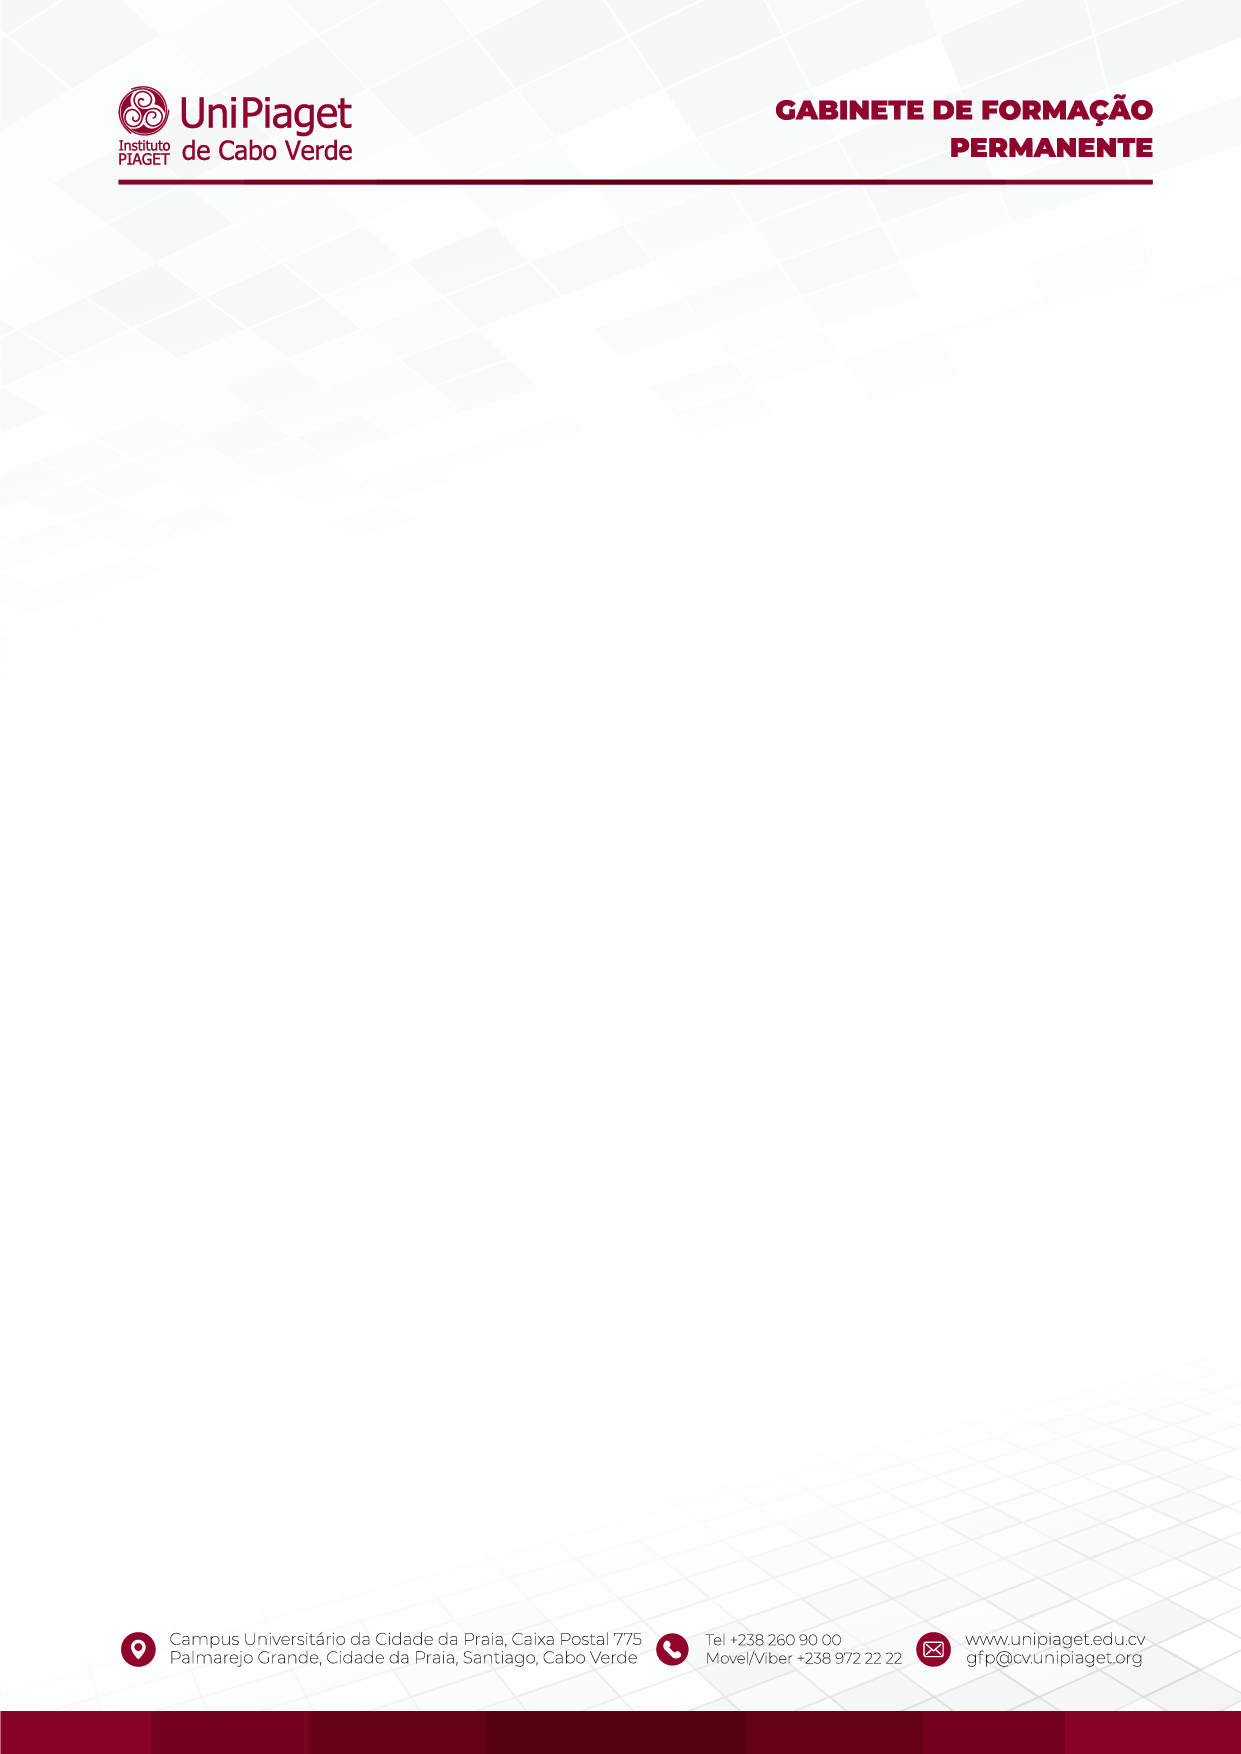 UniPiaget
Instituto
PIAGET
de Cabo Verde
GABINETE DE FORMAÇÃO
PERMANENTE
Campus Universitário da Cidade da Praia, Caixa Postal 775
Palmarejo Grande, Cidade da Praia, Santiago, Cabo Verde
Tel +238 260 90 00
Movel/Viber +238 972 22 22
www.unipiaget.edu.cv
gfp@cv.unipiaget.org